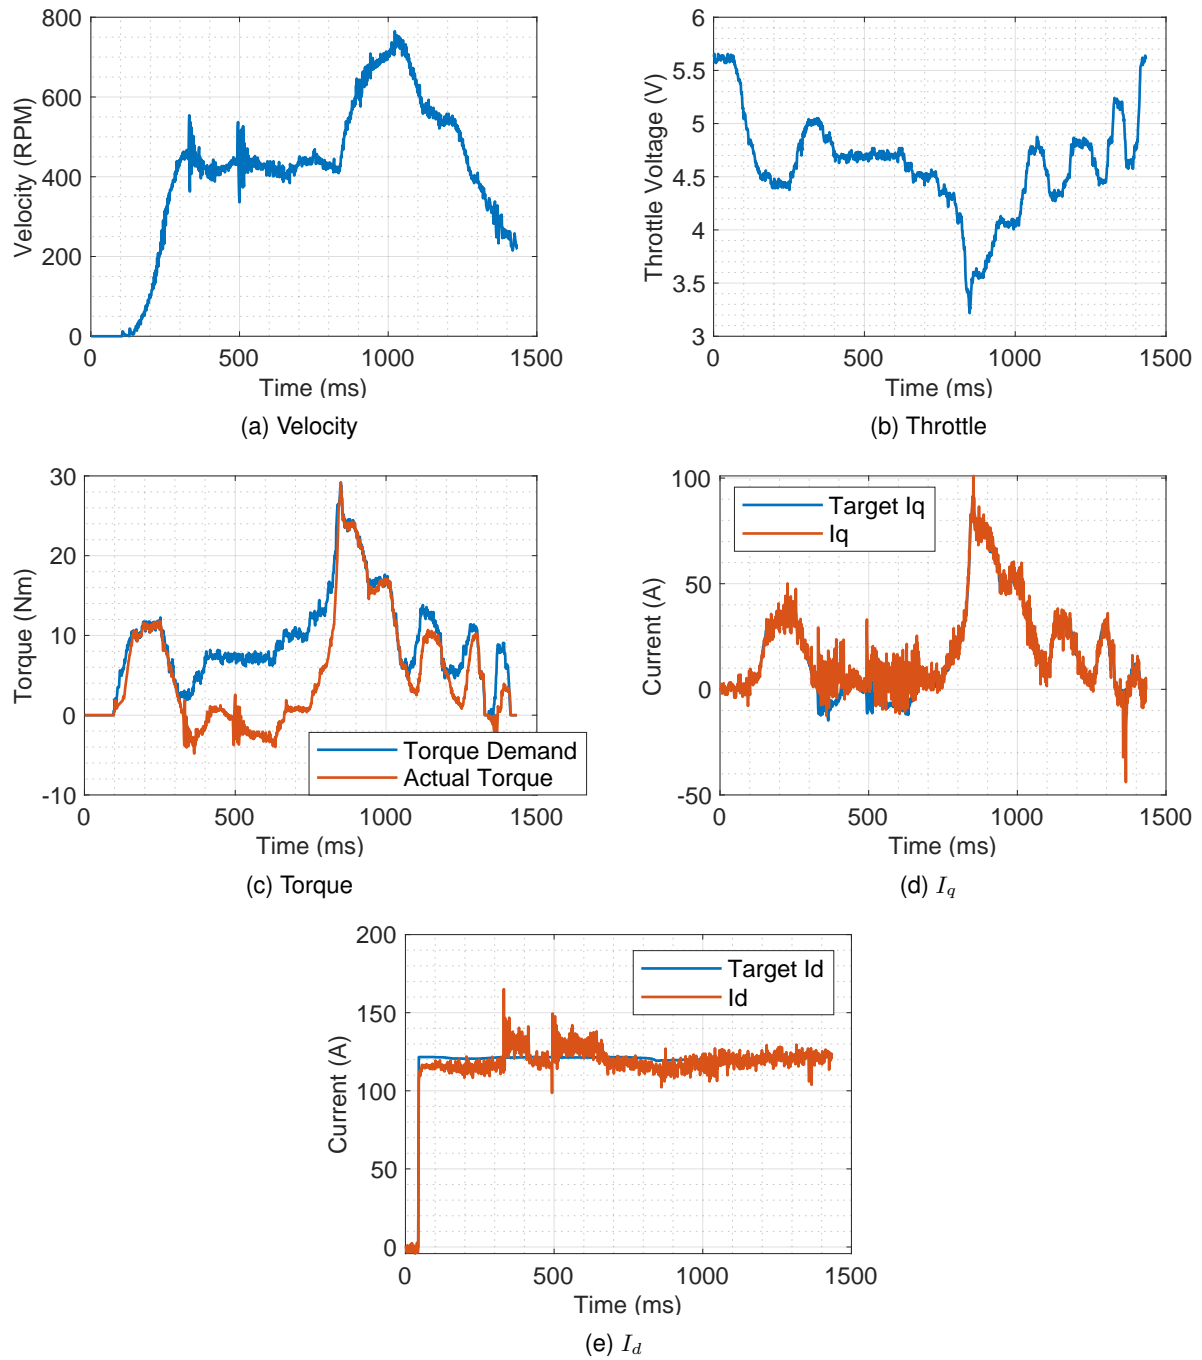 800
600
400
200
0
0
500
1000
1500
Velocity (RPM)
Time (ms)
(a) Velocity
6
5.5
5
4.5
4
3.5
3
0
500
1000
1500
Throttle Voltage (V)
Time (ms)
(b) Throttle
30
20
10
0
-10
0
500
1000
1500
Torque (Nm)
Torque Demand
Actual Torque
Time (ms)
(c) Torque
100
50
0
-50
0
500
1000
1500
Current (A)
Target Iq
Iq
Time (ms)
(d) I_q
200
150
100
50
0
0
500
1000
1500
Current (A)
Target Id
Id
Time (ms)
(e) I_d